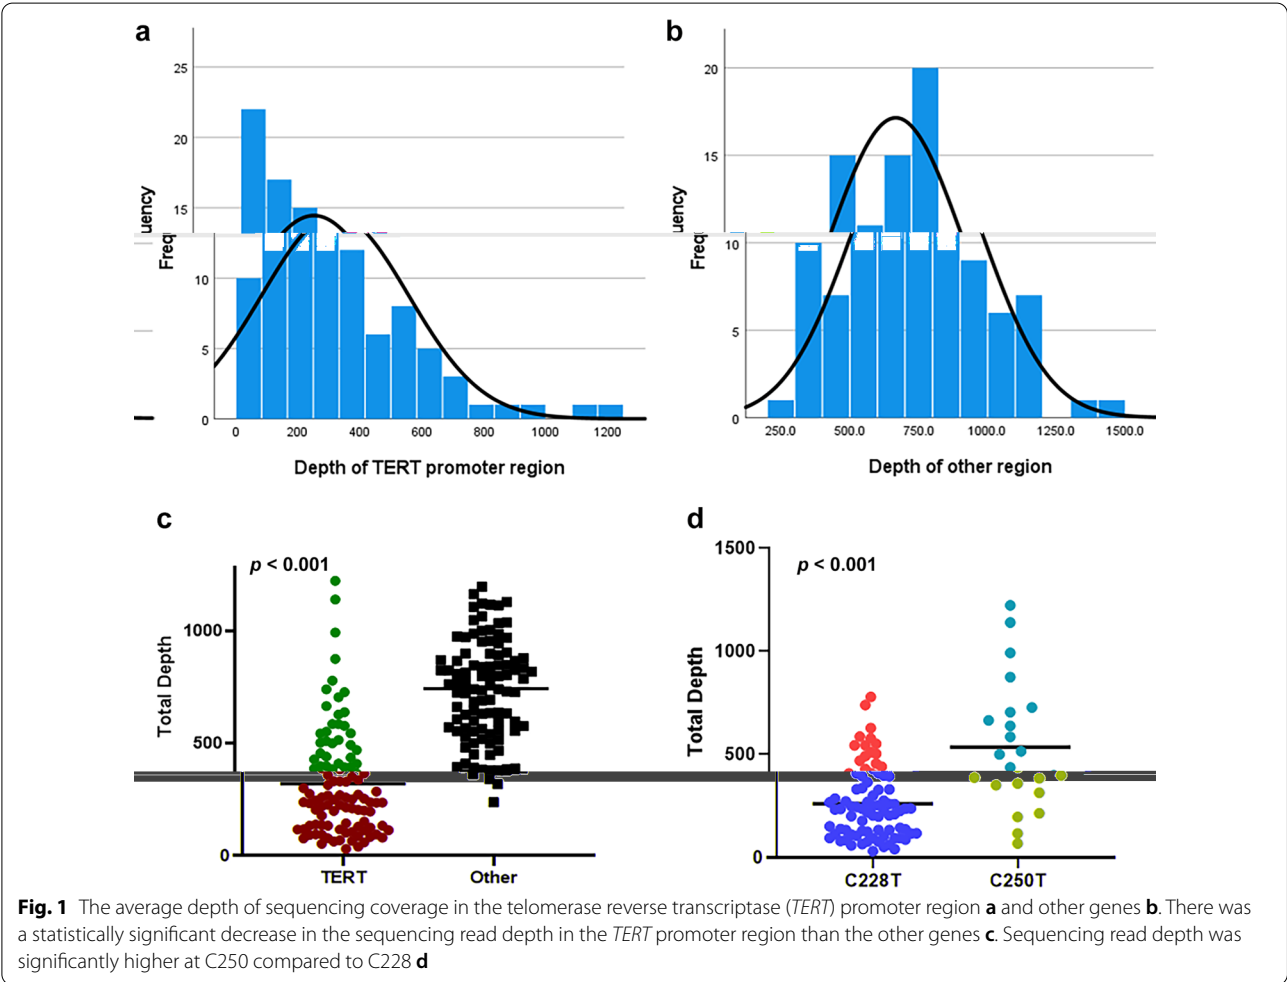 a
25
20
15
10
5
0
Frequency
0 200 400 600 800 1000 1200
Depth of TERT promoter region
b
20
15
10
5
0
Frequency
250.0 500.0 750.0 1000.0 1250.0 1500.0
Depth of other region
c
p < 0.001
Total Depth
1000
500
0
TERT Other
d
p < 0.001
Total Depth
1500
1000
500
0
C228T C250T
Fig. 1 The average depth of sequencing coverage in the telomerase reverse transcriptase (TERT) promoter region a and other genes b. There was
a statistically significant decrease in the sequencing read depth in the TERT promoter region than the other genes c. Sequencing read depth was
significantly higher at C250 compared to C228 d